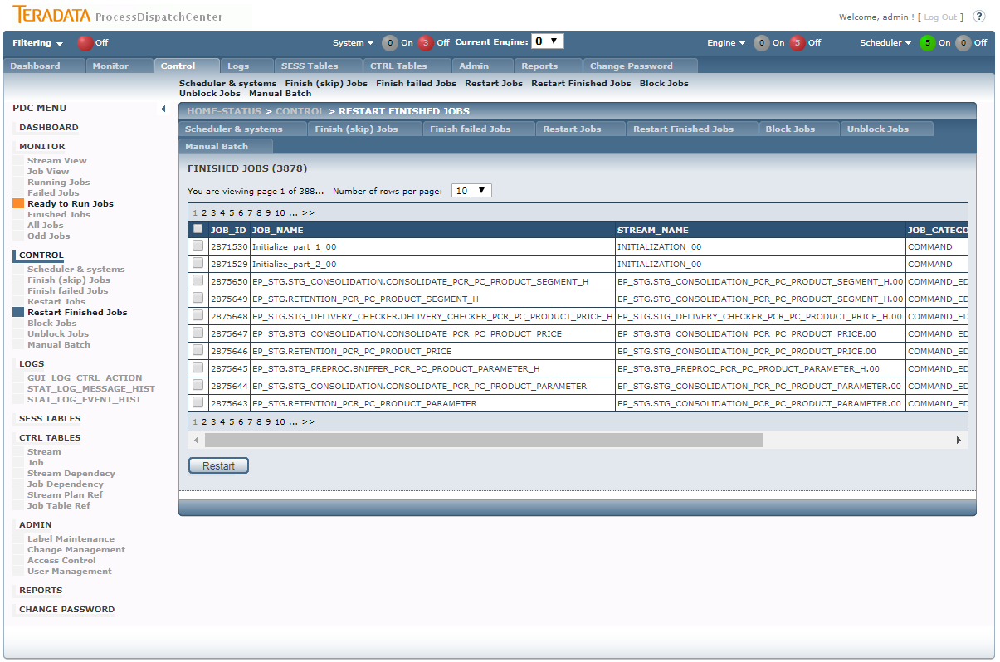 TERADATA ProcessDispatchCenter
Welcome, admin ! [ Log Out ] ?
Filtering Off System 0 On 3 Off Current Engine: 0 Engine 0 On 5 Off Scheduler 5 On 0 Off
Dashboard Monitor Control Logs SESS Tables CTRL Tables Admin Reports Change Password
Scheduler & systems Finish (skip) Jobs Finish failed Jobs Restart Jobs Restart Finished Jobs Block Jobs
Unblock Jobs Manual Batch
PDC MENU
DASHBOARD
MONITOR
Stream View
Job View
Running Jobs
Failed Jobs
Ready to Run Jobs
Finished Jobs
All Jobs
Odd Jobs
CONTROL
Scheduler & systems
Finish (skip) Jobs
Finish failed Jobs
Restart Jobs
Restart Finished Jobs
Block Jobs
Unblock Jobs
Manual Batch
LOGS
GUI_LOG_CTRL_ACTION
STAT_LOG_MESSAGE_HIST
STAT_LOG_EVENT_HIST
SESS TABLES
CTRL TABLES
Stream
Job
Stream Dependecy
Job Dependency
Stream Plan Ref
Job Table Ref
ADMIN
Label Maintenance
Change Management
Access Control
User Management
REPORTS
CHANGE PASSWORD
HOME-STATUS > CONTROL > RESTART FINISHED JOBS
Scheduler & systems Finish (skip) Jobs Finish failed Jobs Restart Jobs Restart Finished Jobs Block Jobs Unblock Jobs
Manual Batch
FINISHED JOBS (3878)
You are viewing page 1 of 388... Number of rows per page: 10
1 2 3 4 5 6 7 8 9 10 ... >>
JOB_ID JOB_NAME STREAM_NAME JOB_CATEGO
2871530 Initialize_part_1_00 INITIALIZATION_00 COMMAND
2871529 Initialize_part_2_00 INITIALIZATION_00 COMMAND
2875650 EP_STG.STG_CONSOLIDATION.CONSOLIDATE_PCR_PC_PRODUCT_SEGMENT_H EP_STG.STG_CONSOLIDATION_PCR_PC_PRODUCT_SEGMENT_H.00 COMMAND_ED
2875649 EP_STG.RETENTION_PCR_PC_PRODUCT_SEGMENT_H EP_STG.STG_CONSOLIDATION_PCR_PC_PRODUCT_SEGMENT_H.00 COMMAND_ED
2875648 EP_STG.STG_DELIVERY_CHECKER.DELIVERY_CHECKER_PCR_PC_PRODUCT_PRICE_H EP_STG.STG_DELIVERY_CHECKER_PCR_PC_PRODUCT_PRICE_H.00 COMMAND_ED
2875647 EP_STG.STG_CONSOLIDATION.CONSOLIDATE_PCR_PC_PRODUCT_PRICE EP_STG.STG_CONSOLIDATION_PCR_PC_PRODUCT_PRICE.00 COMMAND_ED
2875646 EP_STG.RETENTION_PCR_PC_PRODUCT_PRICE EP_STG.STG_CONSOLIDATION_PCR_PC_PRODUCT_PRICE.00 COMMAND_ED
2875645 EP_STG.STG_PREPROC.SNIFFER_PCR_PC_PRODUCT_PARAMETER_H EP_STG.STG_PREPROC_PCR_PC_PRODUCT_PARAMETER_H.00 COMMAND_ED
2875644 EP_STG.STG_CONSOLIDATION.CONSOLIDATE_PCR_PC_PRODUCT_PARAMETER EP_STG.STG_CONSOLIDATION_PCR_PC_PRODUCT_PARAMETER.00 COMMAND_ED
2875643 EP_STG.RETENTION_PCR_PC_PRODUCT_PARAMETER EP_STG.STG_CONSOLIDATION_PCR_PC_PRODUCT_PARAMETER.00 COMMAND_ED
1 2 3 4 5 6 7 8 9 10 ... >>
Restart